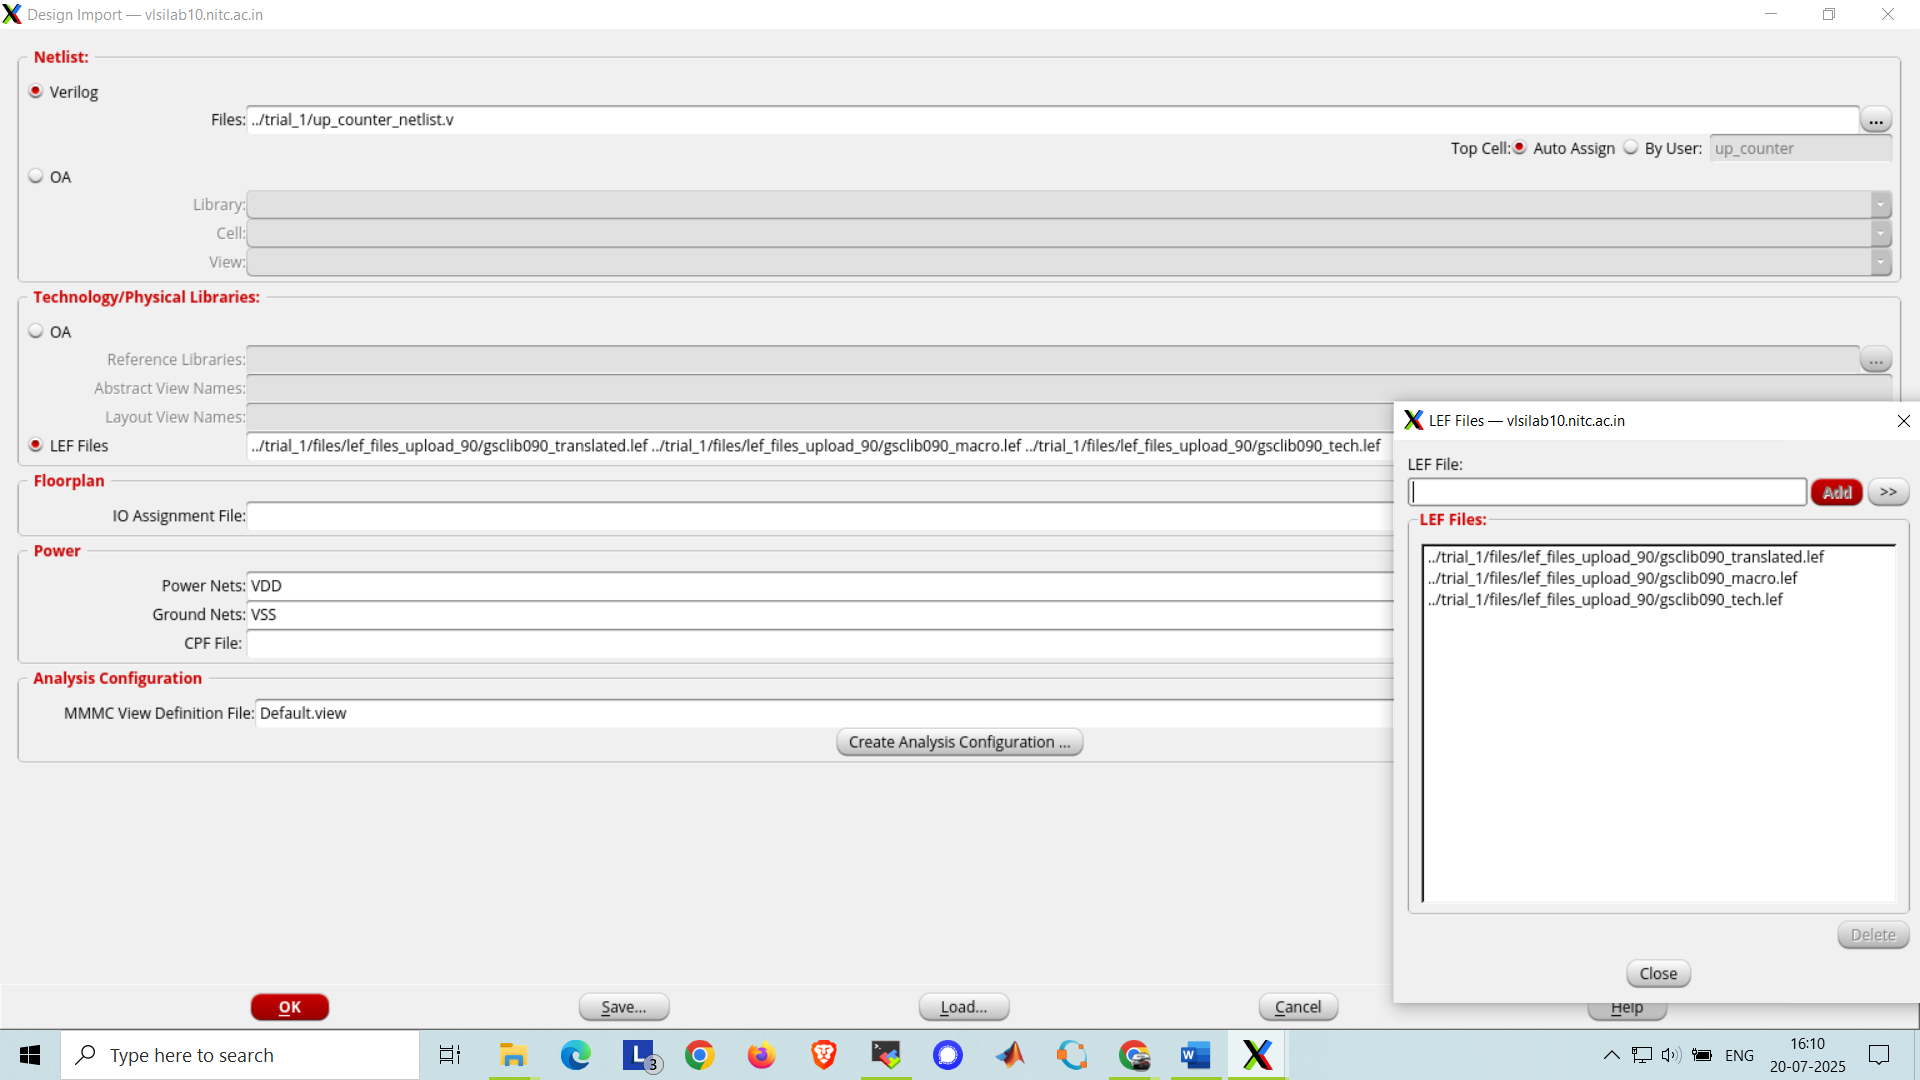 Design Import — vlsilab10.nitc.ac.in
Netlist:
Verilog
Files: ../trial_1/up_counter_netlist.v ...
Top Cell: Auto Assign By User: up_counter
OA
Library:
Cell:
View:
Technology/Physical Libraries:
OA
Reference Libraries: ...
Abstract View Names:
Layout View Names:
LEF Files ../trial_1/files/lef_files_upload_90/gsclib090_translated.lef ../trial_1/files/lef_files_upload_90/gsclib090_macro.lef ../trial_1/files/lef_files_upload_90/gsclib090_tech.lef
Floorplan
IO Assignment File:
Power
Power Nets: VDD
Ground Nets: VSS
CPF File:
Analysis Configuration
MMMC View Definition File: Default.view
Create Analysis Configuration ...
OK Save... Load... Cancel Help
LEF Files — vlsilab10.nitc.ac.in
LEF File:
Add >>
LEF Files:
../trial_1/files/lef_files_upload_90/gsclib090_translated.lef
../trial_1/files/lef_files_upload_90/gsclib090_macro.lef
../trial_1/files/lef_files_upload_90/gsclib090_tech.lef
Delete
Close
Type here to search
L 3
W
ENG
16:10
20-07-2025